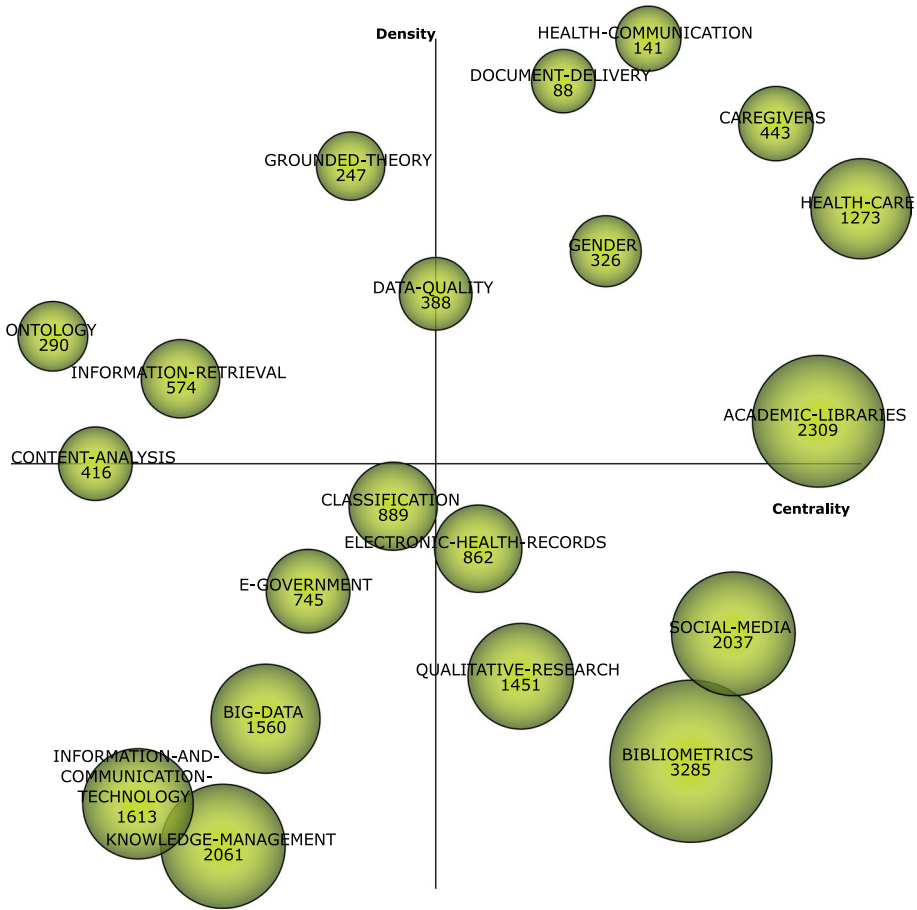 HEALTH-COMMUNICATION
141
Density
DOCUMENT-DELIVERY
88
CAREGIVERS
443
GROUNDED-THEORY
247
HEALTH-CARE
1273
GENDER
326
DATA-QUALITY
388
ONTOLOGY
290
INFORMATION-RETRIEVAL
574
ACADEMIC-LIBRARIES
2309
CONTENT-ANALYSIS
416
CLASSIFICATION
889
Centrality
ELECTRONIC-HEALTH-RECORDS
862
E-GOVERNMENT
745
SOCIAL-MEDIA
2037
QUALITATIVE-RESEARCH
1451
BIG-DATA
1560
BIBLIOMETRICS
3285
INFORMATION-AND-
COMMUNICATION-
TECHNOLOGY
1613
KNOWLEDGE-MANAGEMENT
2061